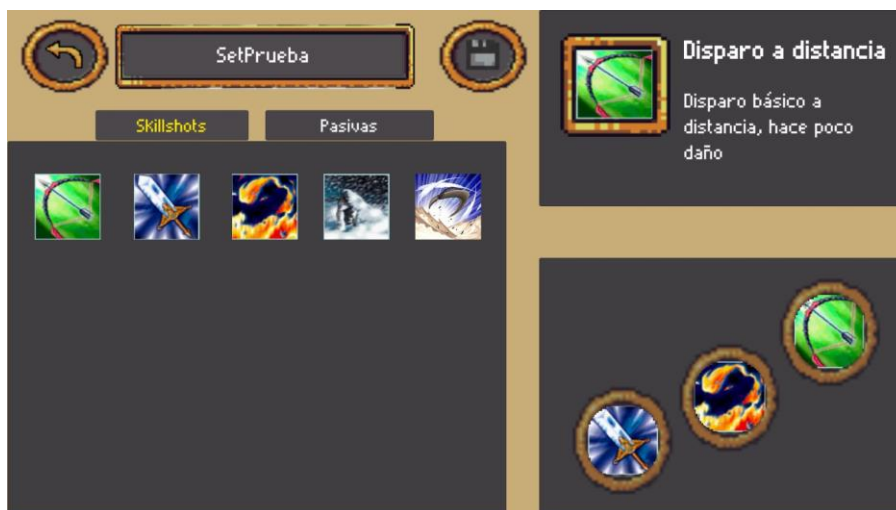 SetPrueba
Skillshots
Pasivas
Disparo a distancia
Disparo básico a
distancia, hace poco
daño